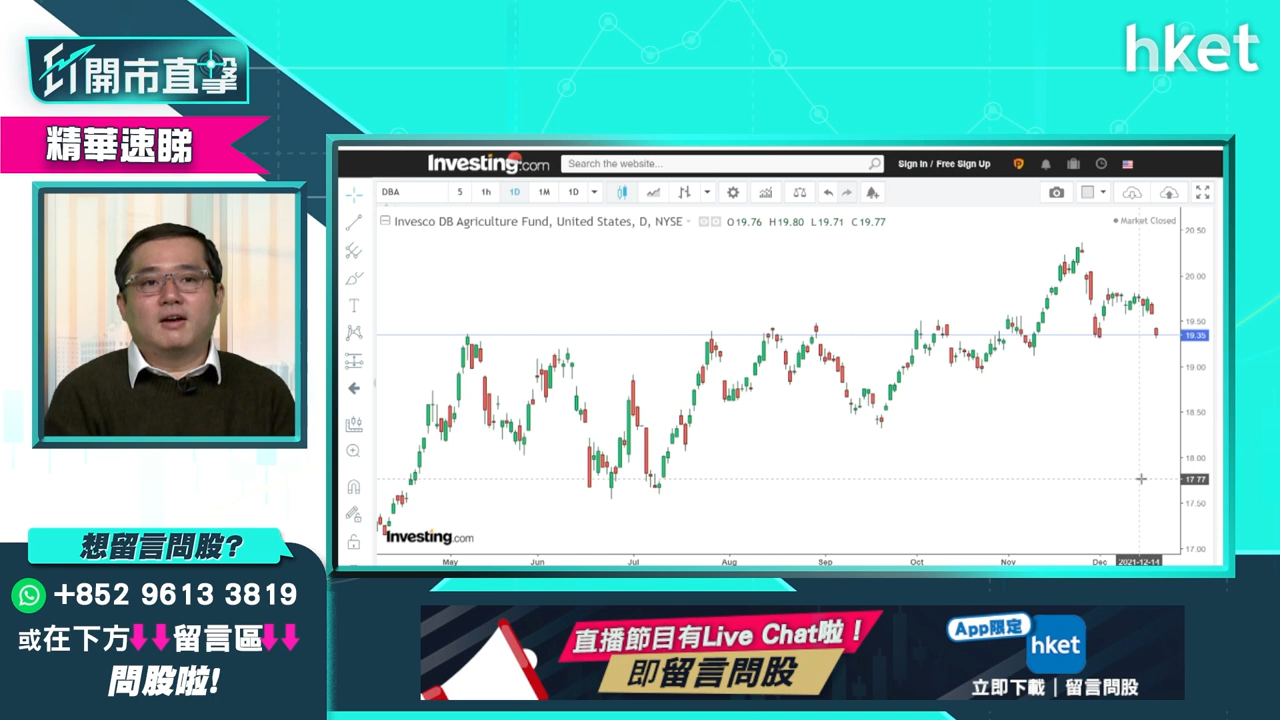 hket
ET開市直擊
精華速睇
Investing.com
Search the website...
Sign In / Free Sign Up
DBA
5
1h
1D
1M
1D
Invesco DB Agriculture Fund, United States, D, NYSE
O19.76 H19.80 L19.71 C19.77
Market Closed
20.50
20.00
19.50
19.35
19.00
18.50
18.00
17.77
17.50
17.00
Investing.com
May
Jun
Jul
Aug
Sep
Oct
Nov
Dec
2021-12-14
想留言問股?
+852 9613 3819
或在下方⬇⬇留言區⬇⬇
問股啦!
直播節目有Live Chat啦！
即留言問股
App限定
hket
立即下載｜留言問股